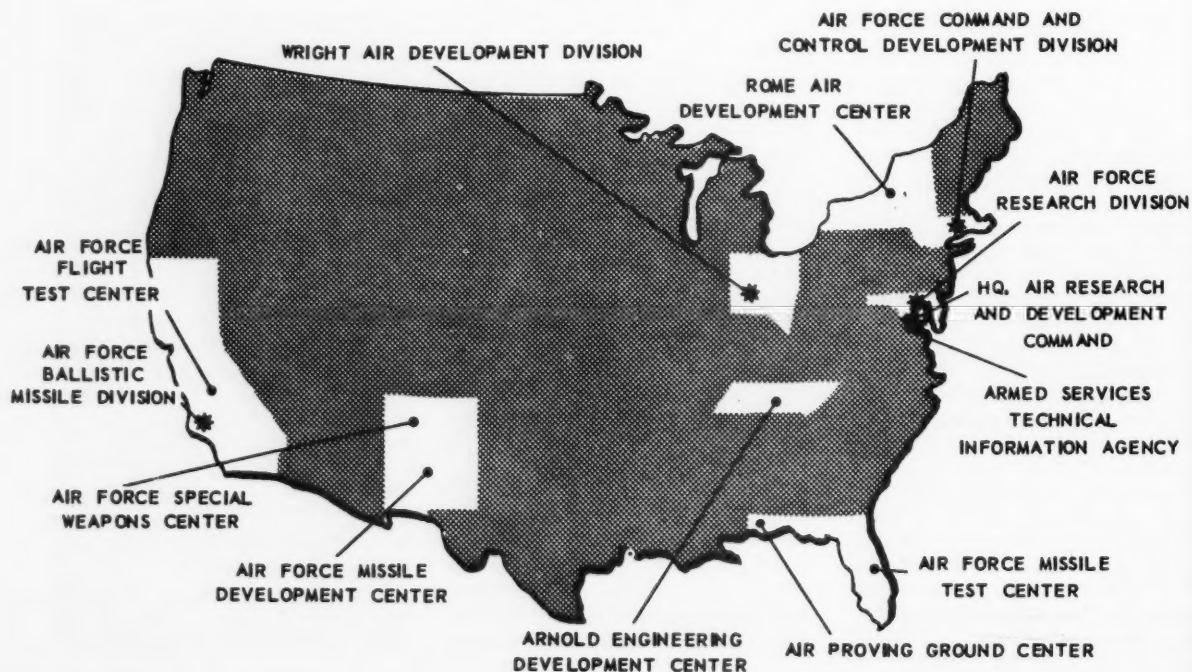 AIR FORCE COMMAND AND
CONTROL DEVELOPMENT DIVISION
WRIGHT AIR DEVELOPMENT DIVISION
ROME AIR
DEVELOPMENT CENTER
AIR FORCE
RESEARCH DIVISION
AIR FORCE
FLIGHT
TEST CENTER
HQ. AIR RESEARCH
AND DEVELOPMENT
COMMAND
AIR FORCE
BALLISTIC
MISSILE DIVISION
ARMED SERVICES
TECHNICAL
INFORMATION AGENCY
AIR FORCE SPECIAL
WEAPONS CENTER
AIR FORCE MISSILE
DEVELOPMENT CENTER
AIR FORCE MISSILE
TEST CENTER
ARNOLD ENGINEERING
DEVELOPMENT CENTER
AIR PROVING GROUND CENTER